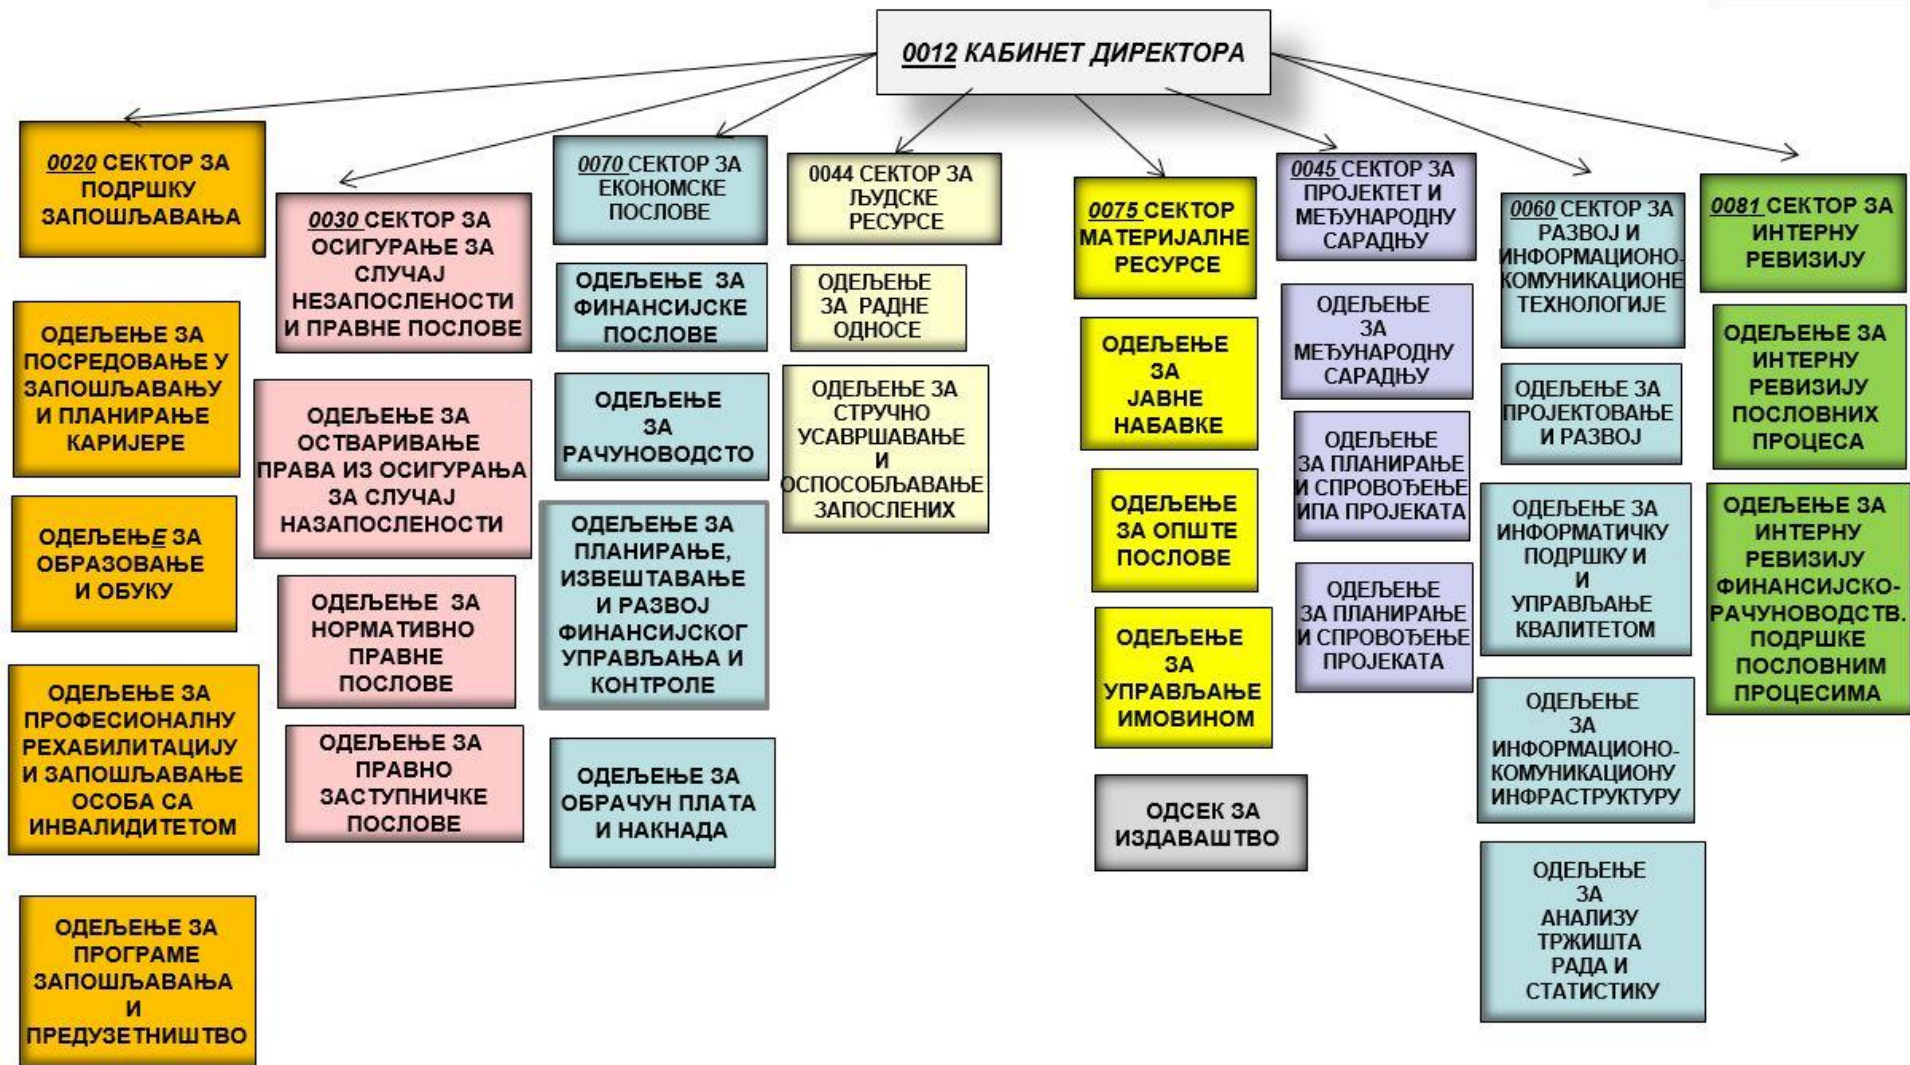 0012 КАБИНЕТ ДИРЕКТОРА
0020 СЕКТОР ЗА
ПОДРШКУ
ЗАПОШЉАВАЊА
ОДЕЉЕЊЕ ЗА
ПОСРЕДОВАЊЕ У
ЗАПОШЉАВАЊУ
И ПЛАНИРАЊЕ
КАРИЈЕРЕ
ОДЕЉЕЊЕ ЗА
ОБРАЗОВАЊЕ
И ОБУКУ
ОДЕЉЕЊЕ ЗА
ПРОФЕСИОНАЛНУ
РЕХАБИЛИТАЦИЈУ
И ЗАПОШЉАВАЊЕ
ОСОБА СА
ИНВАЛИДИТЕТОМ
ОДЕЉЕЊЕ ЗА
ПРОГРАМЕ
ЗАПОШЉАВАЊА
И
ПРЕДУЗЕТНИШТВО
0030 СЕКТОР ЗА
ОСИГУРАЊЕ ЗА
СЛУЧАЈ
НЕЗАПОСЛЕНОСТИ
И ПРАВНЕ ПОСЛОВЕ
ОДЕЉЕЊЕ ЗА
ОСТВАРИВАЊЕ
ПРАВА ИЗ ОСИГУРАЊА
ЗА СЛУЧАЈ
НАЗАПОСЛЕНОСТИ
ОДЕЉЕЊЕ ЗА
НОРМАТИВНО
ПРАВНЕ
ПОСЛОВЕ
ОДЕЉЕЊЕ ЗА
ПРАВНО
ЗАСТУПНИЧКЕ
ПОСЛОВЕ
0070 СЕКТОР ЗА
ЕКОНОМСКЕ
ПОСЛОВЕ
ОДЕЉЕЊЕ ЗА
ФИНАНСИЈСКЕ
ПОСЛОВЕ
ОДЕЉЕЊЕ
ЗА
РАЧУНОВОДСТО
ОДЕЉЕЊЕ ЗА
ПЛАНИРАЊЕ,
ИЗВЕШТАВАЊЕ
И РАЗВОЈ
ФИНАНСИЈСКОГ
УПРАВЉАЊА И
КОНТРОЛЕ
ОДЕЉЕЊЕ ЗА
ОБРАЧУН ПЛАТА
И НАКНАДА
0044 СЕКТОР ЗА
ЉУДСКЕ
РЕСУРСЕ
ОДЕЉЕЊЕ
ЗА РАДНЕ
ОДНОСЕ
ОДЕЉЕЊЕ ЗА
СТРУЧНО
УСАВРШАВАЊЕ
И
ОСПОСОБЉАВАЊЕ
ЗАПОСЛЕНИХ
0075 СЕКТОР
МАТЕРИЈАЛНЕ
РЕСУРСЕ
ОДЕЉЕЊЕ
ЗА
ЈАВНЕ
НАБАВКЕ
ОДЕЉЕЊЕ
ЗА ОПШТЕ
ПОСЛОВЕ
ОДЕЉЕЊЕ
ЗА
УПРАВЉАЊЕ
ИМОВИНОМ
ОДСЕК ЗА
ИЗДАВАШТВО
0045 СЕКТОР ЗА
ПРОЈЕКТЕТ И
МЕЂУНАРОДНУ
САРАДЊУ
ОДЕЉЕЊЕ
ЗА
МЕЂУНАРОДНУ
САРАДЊУ
ОДЕЉЕЊЕ
ЗА ПЛАНИРАЊЕ
И СПРОВОЂЕЊЕ
ИПА ПРОЈЕКАТА
ОДЕЉЕЊЕ
ЗА ПЛАНИРАЊЕ
И СПРОВОЂЕЊЕ
ПРОЈЕКАТА
0060 СЕКТОР ЗА
РАЗВОЈ И
ИНФОРМАЦИОНО-
КОМУНИКАЦИОНЕ
ТЕХНОЛОГИЈЕ
ОДЕЉЕЊЕ ЗА
ПРОЈЕКТОВАЊЕ
И РАЗВОЈ
ОДЕЉЕЊЕ ЗА
ИНФОРМАТИЧКУ
ПОДРШКУ И
И
УПРАВЉАЊЕ
КВАЛИТЕТОМ
ОДЕЉЕЊЕ
ЗА
ИНФОРМАЦИОНО-
КОМУНИКАЦИОНУ
ИНФРАСТРУКТУРУ
ОДЕЉЕЊЕ
ЗА
АНАЛИЗУ
ТРЖИШТА
РАДА И
СТАТИСТИКУ
0081 СЕКТОР ЗА
ИНТЕРНУ
РЕВИЗИЈУ
ОДЕЉЕЊЕ ЗА
ИНТЕРНУ
РЕВИЗИЈУ
ПОСЛОВНИХ
ПРОЦЕСА
ОДЕЉЕЊЕ ЗА
ИНТЕРНУ
РЕВИЗИЈУ
ФИНАНСИЈСКО-
РАЧУНОВОДСТВ.
ПОДРШКЕ
ПОСЛОВНИМ
ПРОЦЕСИМА